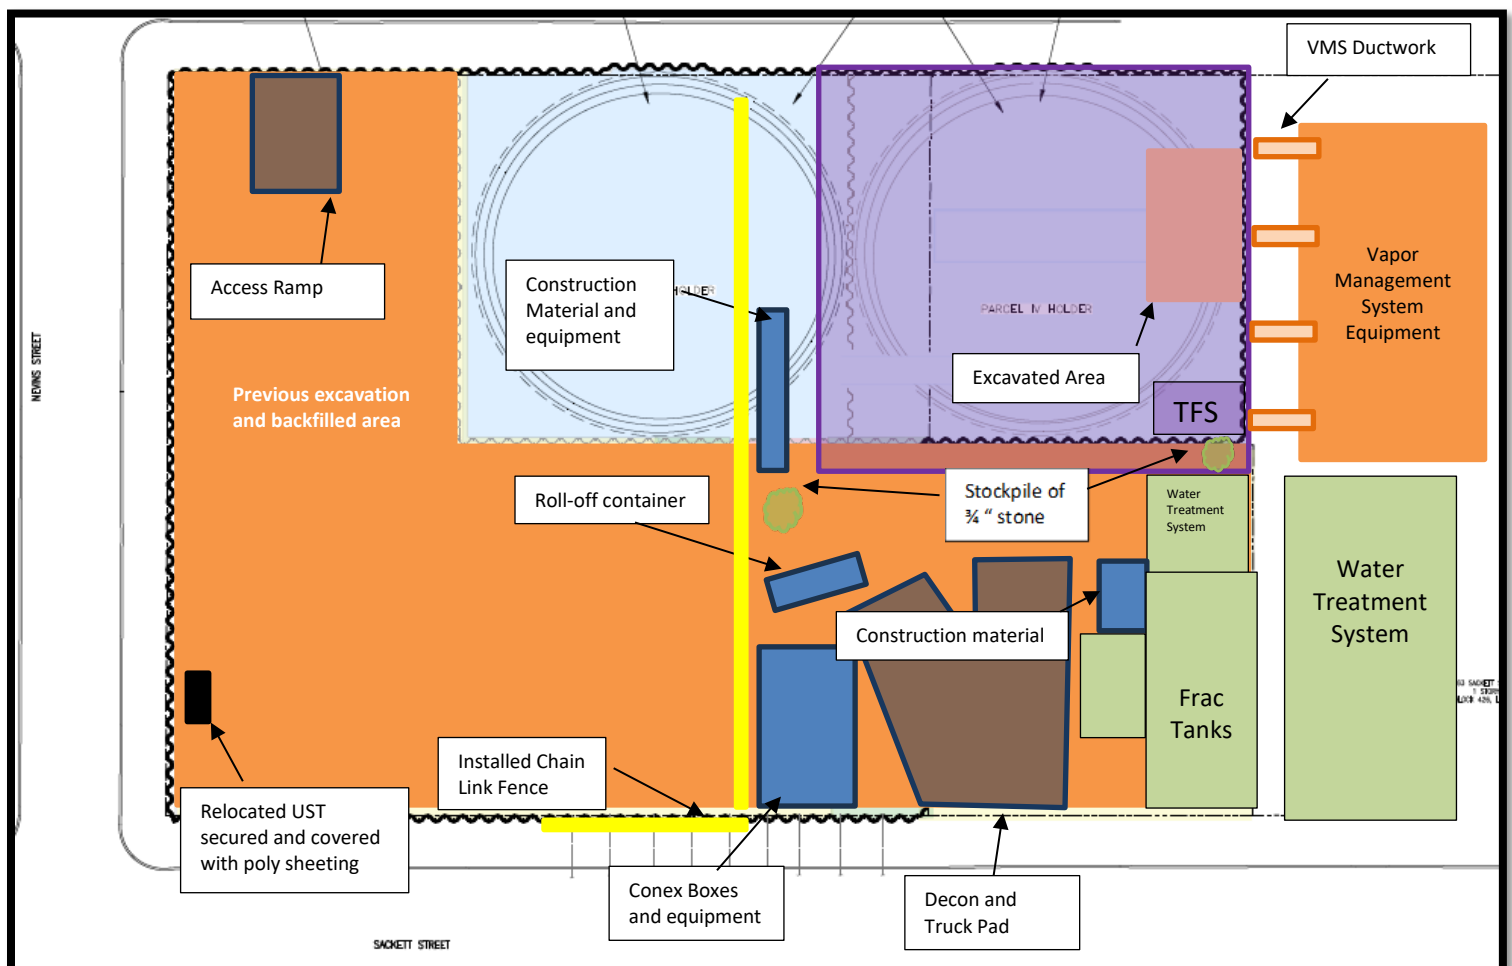 VMS Ductwork
Access Ramp
Construction
Material and
equipment
HOLDER
PARCEL IV HOLDER
Vapor
Management
System
Equipment
NEVINS STREET
Previous excavation
and backfilled area
Excavated Area
TFS
Roll-off container
Stockpile of
¾ “ stone
Water
Treatment
System
Water
Treatment
System
Construction material
Frac
Tanks
Installed Chain
Link Fence
Relocated UST
secured and covered
with poly sheeting
Conex Boxes
and equipment
Decon and
Truck Pad
SACKETT STREET